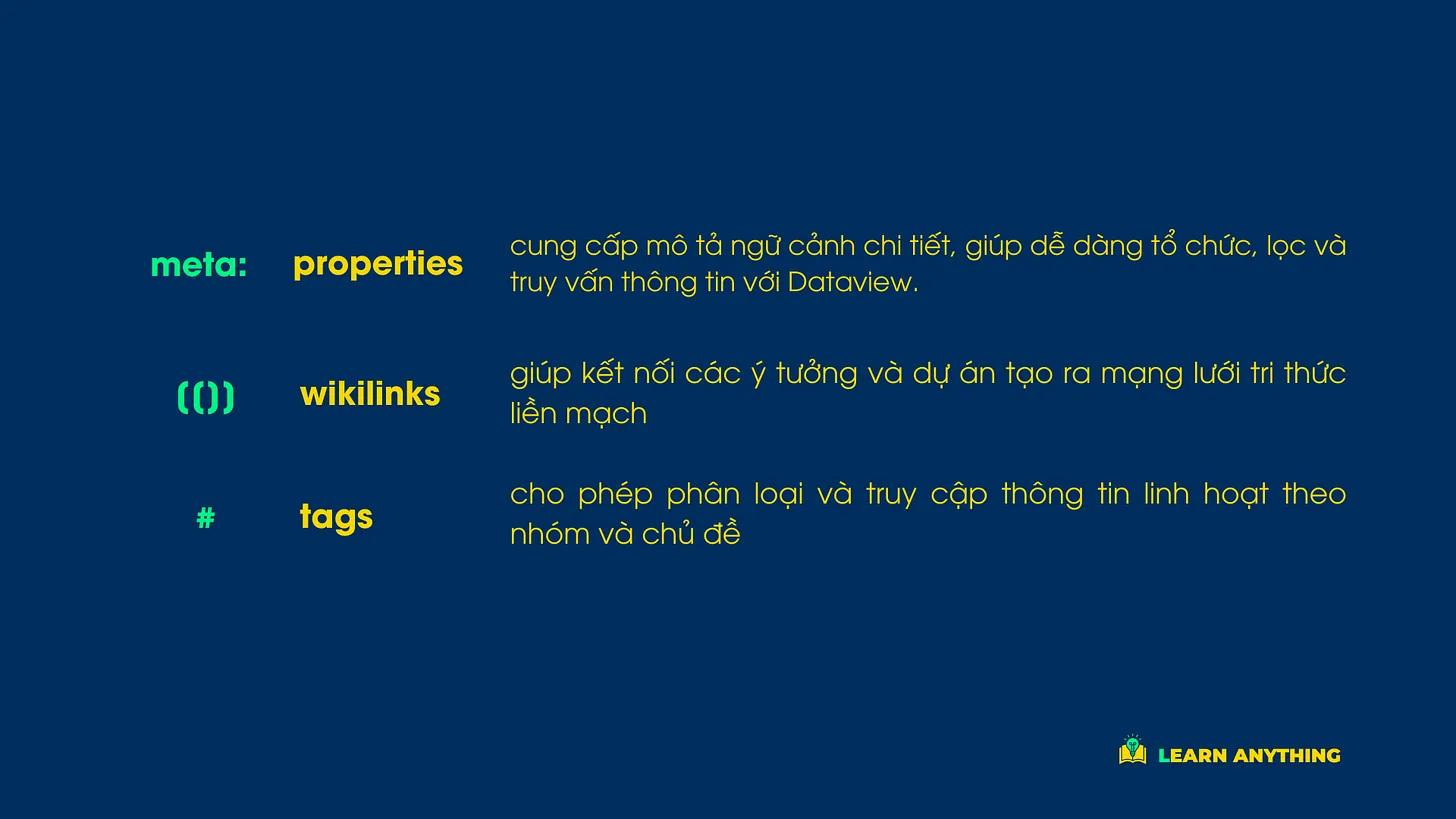 meta:
properties
cung cấp mô tả ngữ cảnh chi tiết, giúp dễ dàng tổ chức, lọc và
truy vấn thông tin với Dataview.
(())
wikilinks
giúp kết nối các ý tưởng và dự án tạo ra mạng lưới tri thức
liền mạch
#
tags
cho phép phân loại và truy cập thông tin linh hoạt theo
nhóm và chủ đề
LEARN ANYTHING